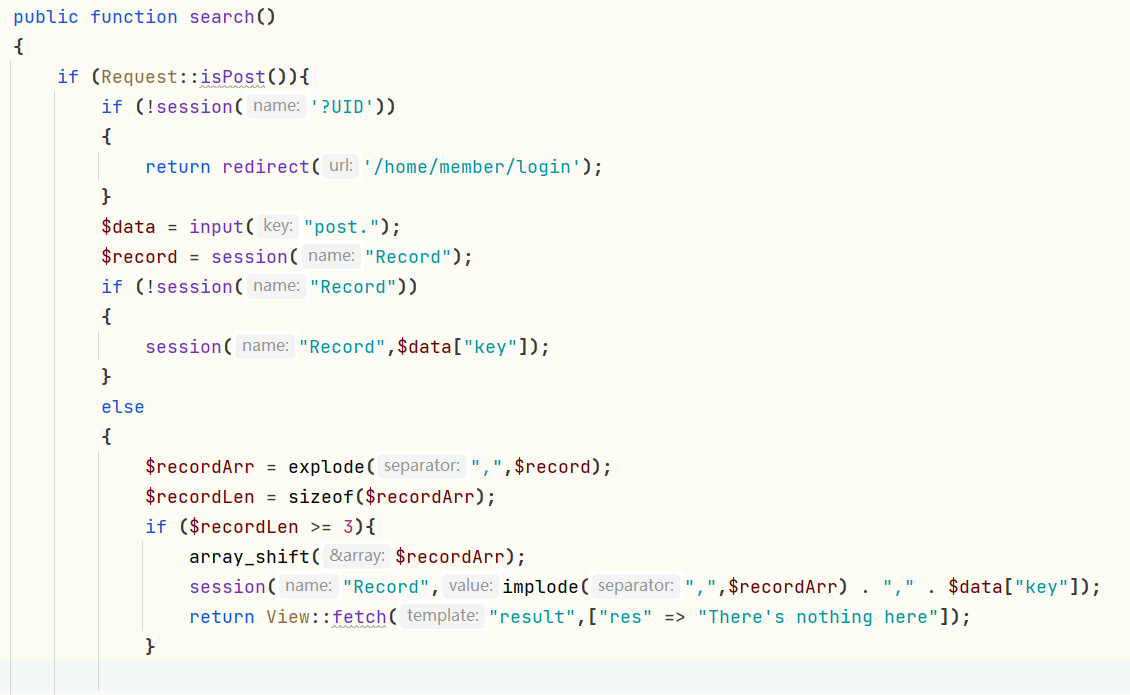 public function search()
{
    if (Request::isPost()){
        if (!session( name: '?UID'))
        {
            return redirect( url: '/home/member/login');
        }
        $data = input( key: "post.");
        $record = session( name: "Record");
        if (!session( name: "Record"))
        {
            session( name: "Record",$data["key"]);
        }
        else
        {
            $recordArr = explode( separator: ",",$record);
            $recordLen = sizeof($recordArr);
            if ($recordLen >= 3){
                array_shift( &array: $recordArr);
                session( name: "Record", value: implode( separator: ",",$recordArr) . "," . $data["key"]);
                return View::fetch( template: "result",["res" => "There's nothing here"]);
            }